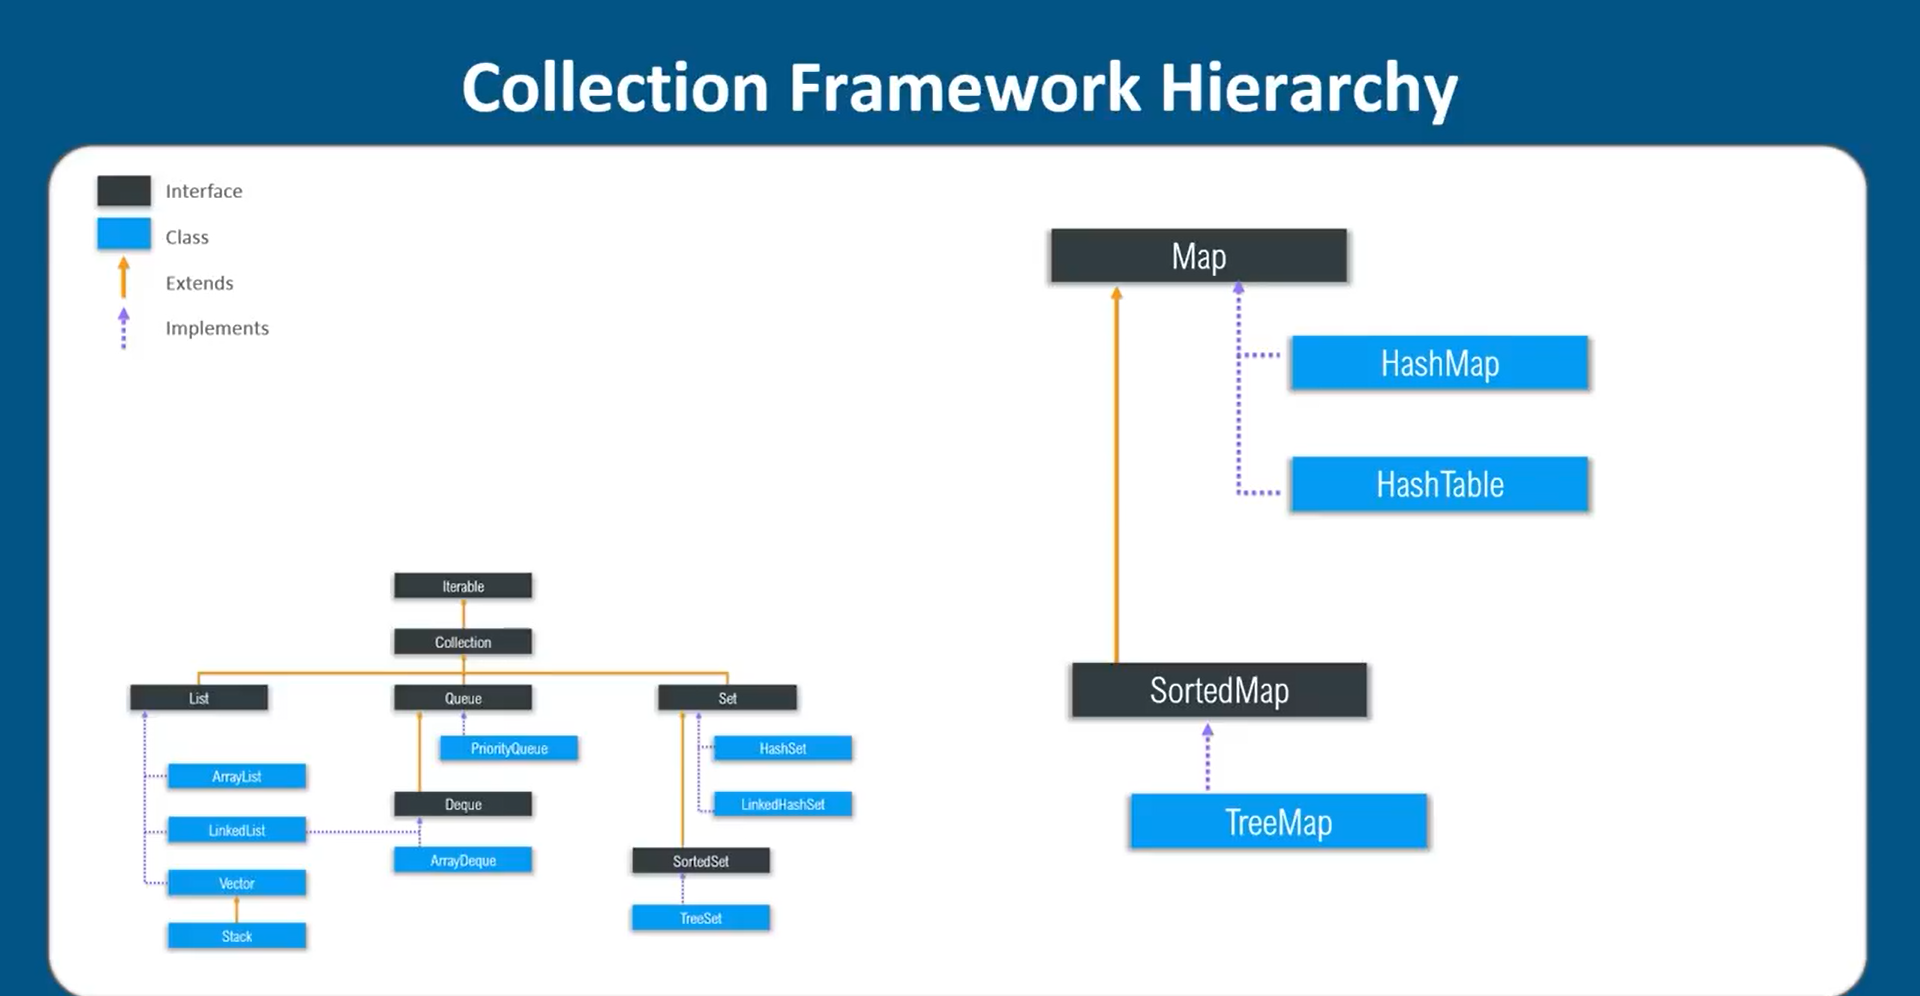 Collection Framework Hierarchy
Interface
Class
Extends
Implements
Map
HashMap
HashTable
SortedMap
TreeMap
Iterable
Collection
List
Queue
Set
PriorityQueue
HashSet
ArrayList
Deque
LinkedHashSet
LinkedList
ArrayDeque
SortedSet
Vector
TreeSet
Stack